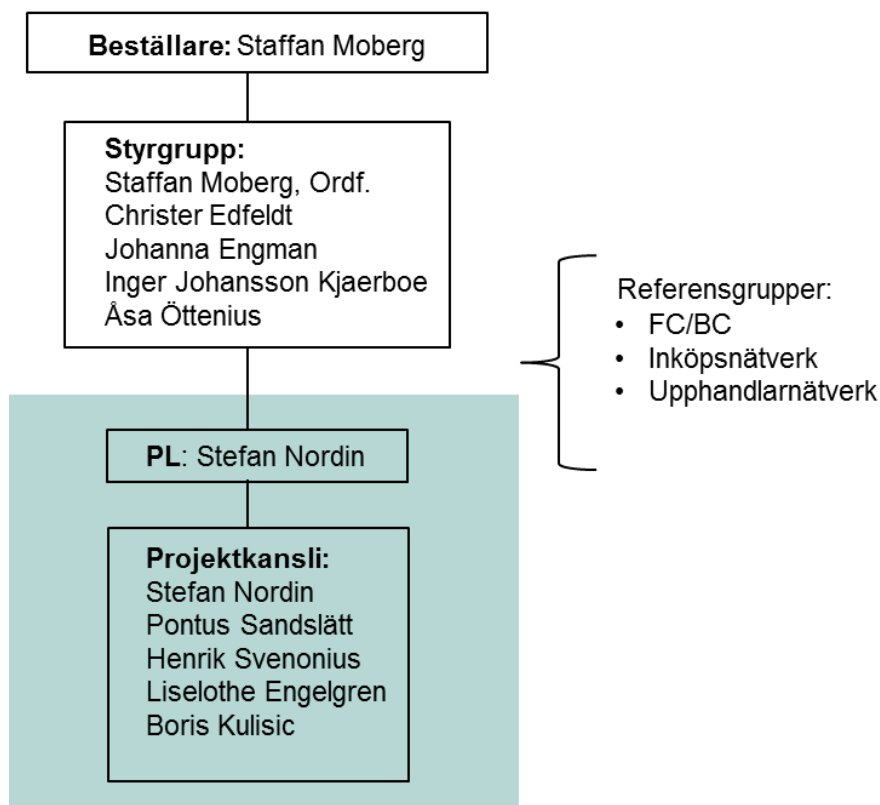 Beställare: Staffan Moberg
Styrgrupp:
Staffan Moberg, Ordf.
Christer Edfeldt
Johanna Engman
Inger Johansson Kjaerboe
Åsa Öttenius
Referensgrupper:
• FC/BC
• Inköpsnätverk
• Upphandlarnätverk
PL: Stefan Nordin
Projektkansli:
Stefan Nordin
Pontus Sandslätt
Henrik Svenonius
Liselothe Engelgren
Boris Kulisic